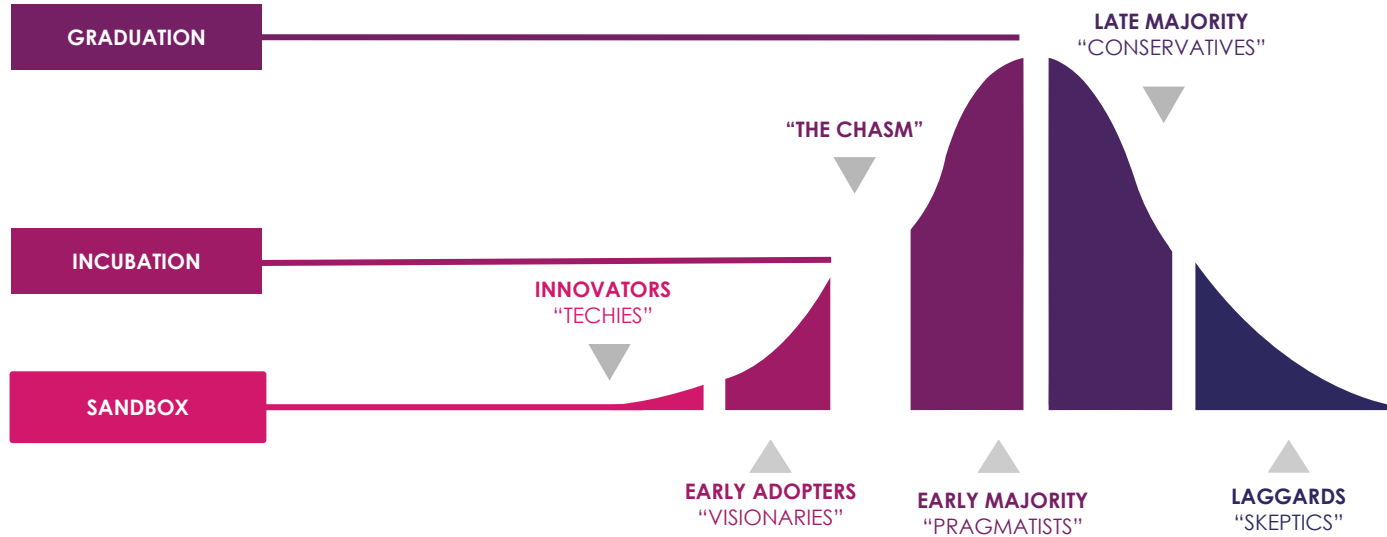 GRADUATION
LATE MAJORITY
“CONSERVATIVES”
“THE CHASM”
INCUBATION
INNOVATORS
“TECHIES”
SANDBOX
EARLY ADOPTERS
“VISIONARIES”
EARLY MAJORITY
“PRAGMATISTS”
LAGGARDS
“SKEPTICS”